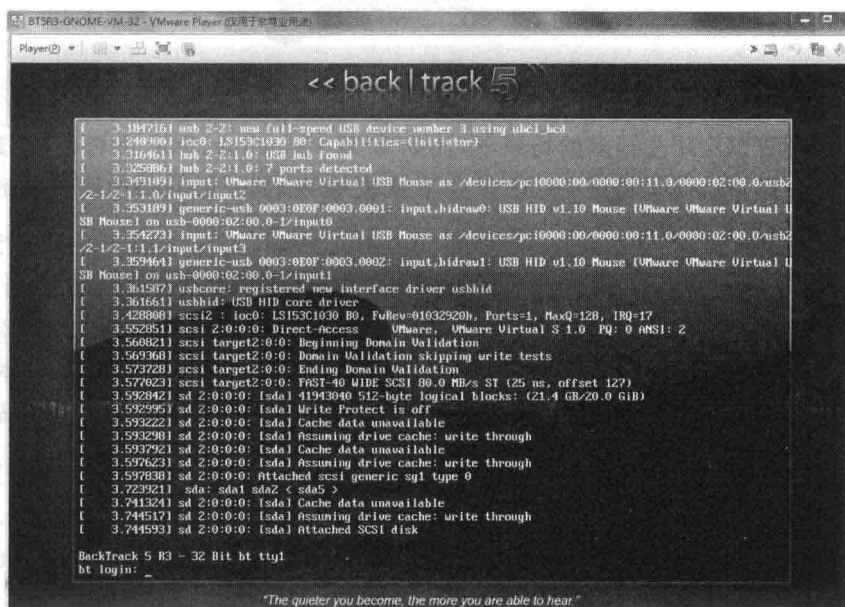 BT5R3-GNOME-VM-32 - VMware Player (仅用于非商业用途)
Player(P)
<< back | track 5
[    3.184716] usb 2-2: new full-speed USB device number 3 using uhci_hcd
[    3.240900] ioc0: LSI53C1030 B0: Capabilities={Initiator}
[    3.316461] hub 2-2:1.0: USB hub found
[    3.325086] hub 2-2:1.0: 7 ports detected
[    3.349109] input: VMware VMware Virtual USB Mouse as /devices/pci0000:00/0000:00:11.0/0000:02:00.0/usb2
/2-1/2-1:1.0/input/input2
[    3.353189] generic-usb 0003:0E0F:0003.0001: input,hidraw0: USB HID v1.10 Mouse [VMware VMware Virtual U
SB Mouse] on usb-0000:02:00.0-1/input0
[    3.354273] input: VMware VMware Virtual USB Mouse as /devices/pci0000:00/0000:00:11.0/0000:02:00.0/usb2
/2-1/2-1:1.1/input/input3
[    3.359464] generic-usb 0003:0E0F:0003.0002: input,hidraw1: USB HID v1.10 Mouse [VMware VMware Virtual U
SB Mouse] on usb-0000:02:00.0-1/input1
[    3.361587] usbcore: registered new interface driver usbhid
[    3.361661] usbhid: USB HID core driver
[    3.428808] scsi2 : ioc0: LSI53C1030 B0, FwRev=01032920h, Ports=1, MaxQ=128, IRQ=17
[    3.552851] scsi 2:0:0:0: Direct-Access     VMware,  VMware Virtual S 1.0  PQ: 0 ANSI: 2
[    3.560821] scsi target2:0:0: Beginning Domain Validation
[    3.569368] scsi target2:0:0: Domain Validation skipping write tests
[    3.573728] scsi target2:0:0: Ending Domain Validation
[    3.577023] scsi target2:0:0: FAST-40 WIDE SCSI 80.0 MB/s ST (25 ns, offset 127)
[    3.592842] sd 2:0:0:0: [sda] 41943040 512-byte logical blocks: (21.4 GB/20.0 GiB)
[    3.592995] sd 2:0:0:0: [sda] Write Protect is off
[    3.593222] sd 2:0:0:0: [sda] Cache data unavailable
[    3.593298] sd 2:0:0:0: [sda] Assuming drive cache: write through
[    3.593792] sd 2:0:0:0: [sda] Cache data unavailable
[    3.597623] sd 2:0:0:0: [sda] Assuming drive cache: write through
[    3.597838] sd 2:0:0:0: Attached scsi generic sg1 type 0
[    3.723921]  sda: sda1 sda2 < sda5 >
[    3.741324] sd 2:0:0:0: [sda] Cache data unavailable
[    3.744517] sd 2:0:0:0: [sda] Assuming drive cache: write through
[    3.744593] sd 2:0:0:0: [sda] Attached SCSI disk
BackTrack 5 R3 - 32 Bit bt tty1
bt login: _
"The quieter you become, the more you are able to hear."